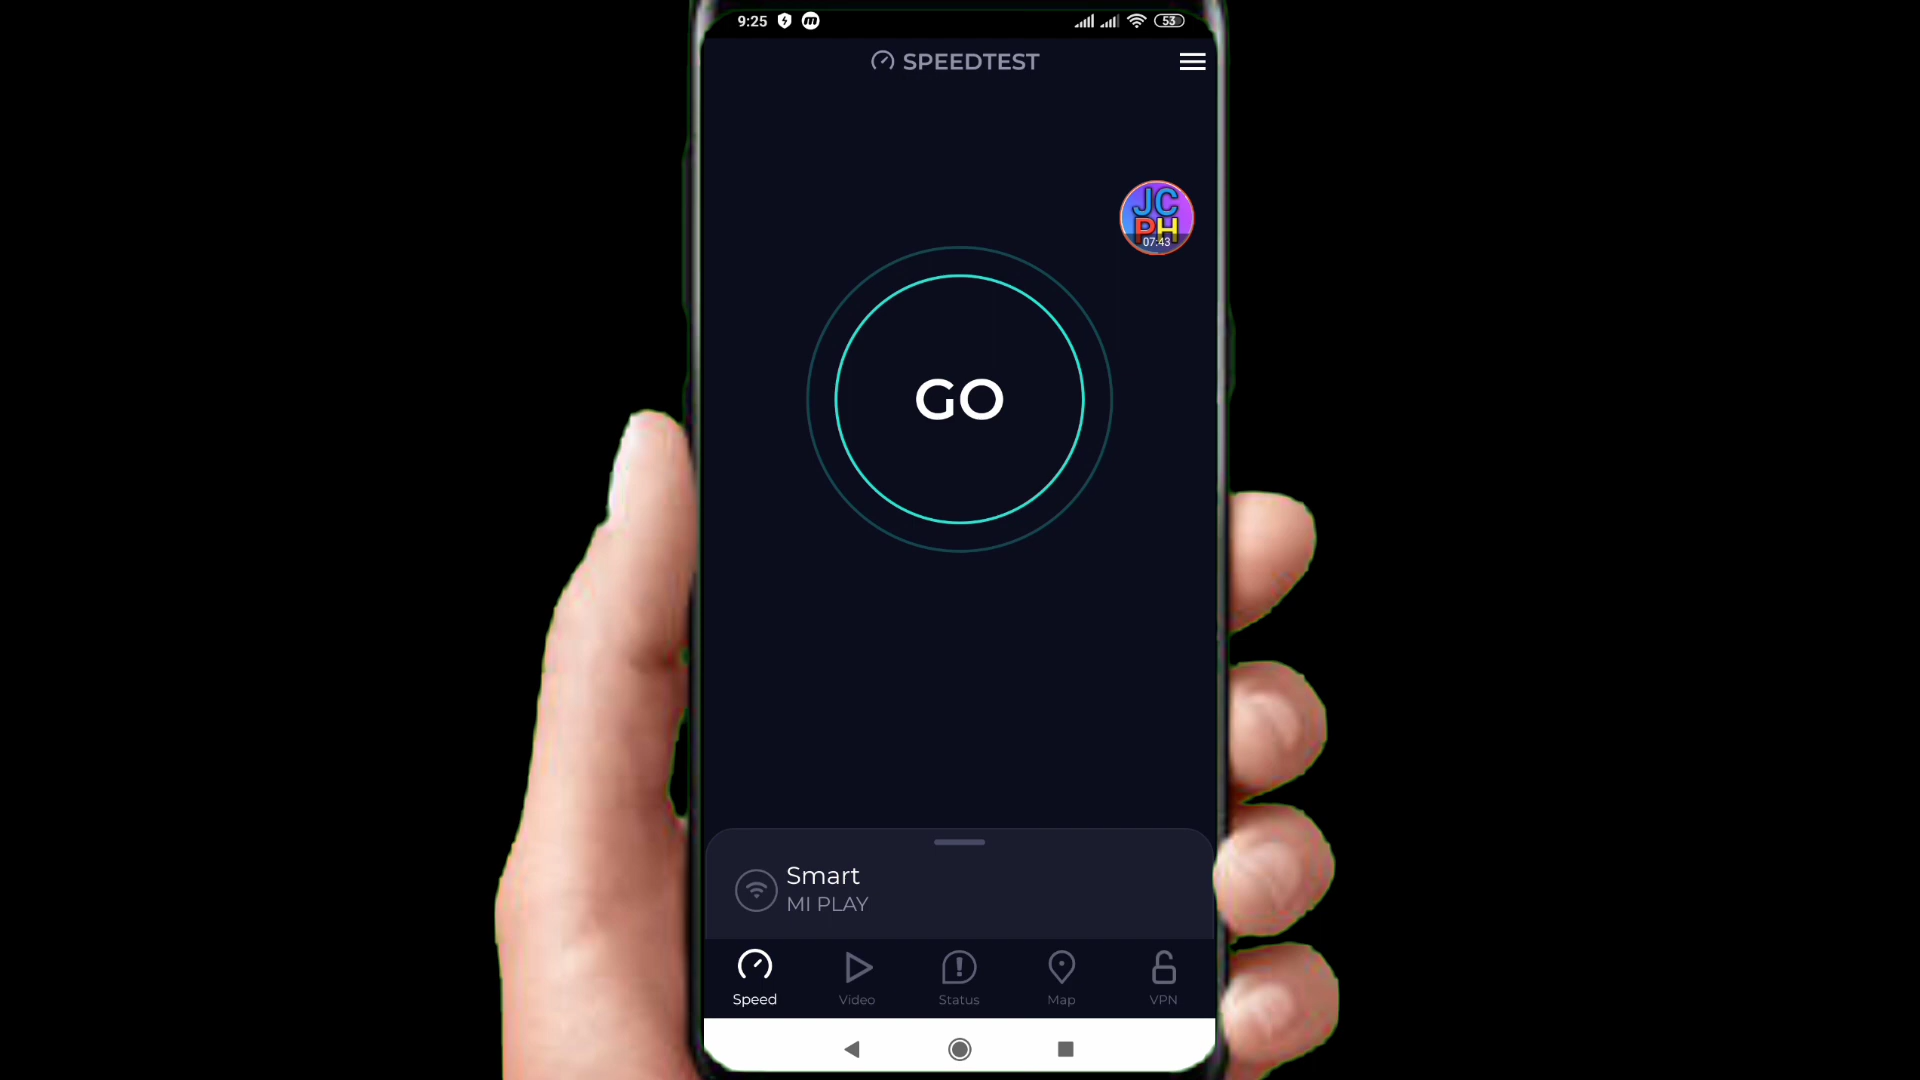 9:25
53
SPEEDTEST
JC
PH
07:43
GO
Smart
MI PLAY
Speed
Video
Status
Map
VPN